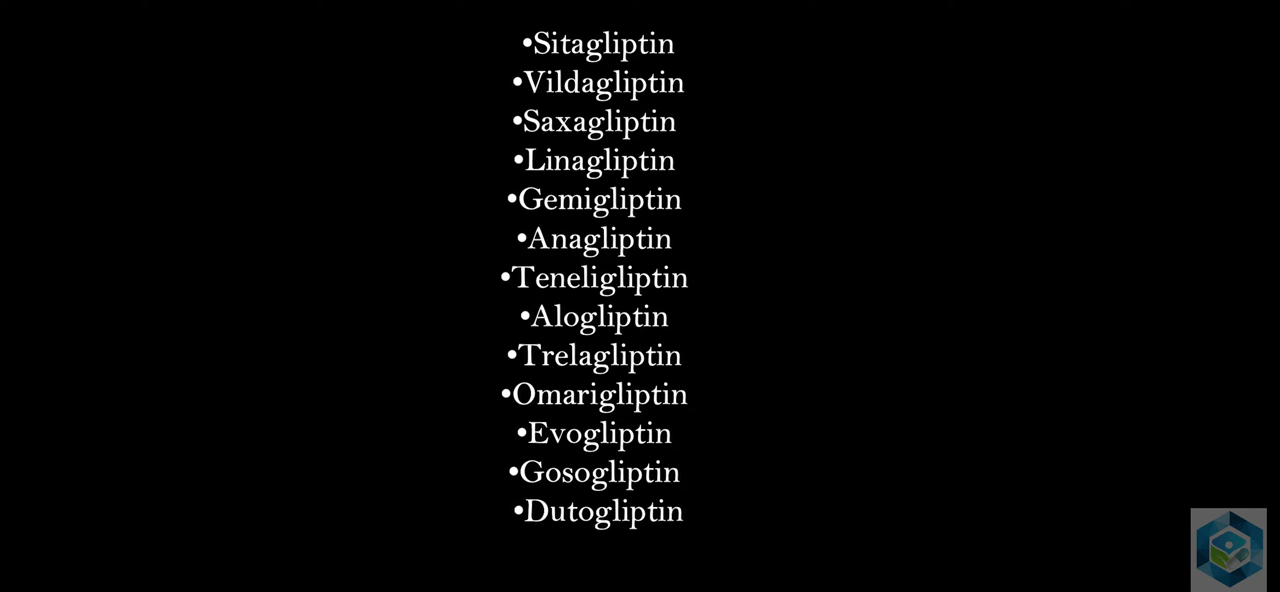 •Sitagliptin
•Vildagliptin
•Saxagliptin
•Linagliptin
•Gemigliptin
•Anagliptin
•Teneligliptin
•Alogliptin
•Trelagliptin
•Omarigliptin
•Evogliptin
•Gosogliptin
•Dutogliptin